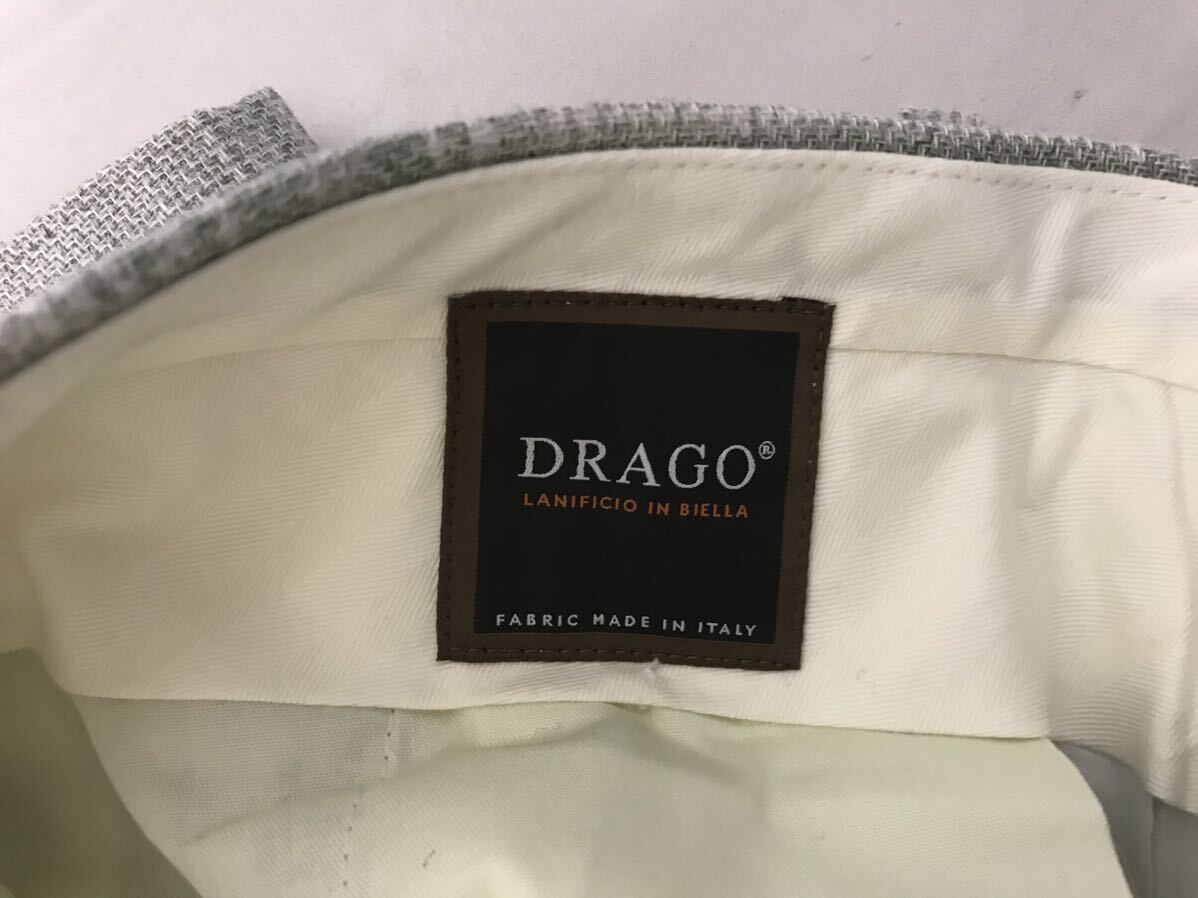 DRAGO®
LANIFICIO IN BIELLA
FABRIC MADE IN ITALY